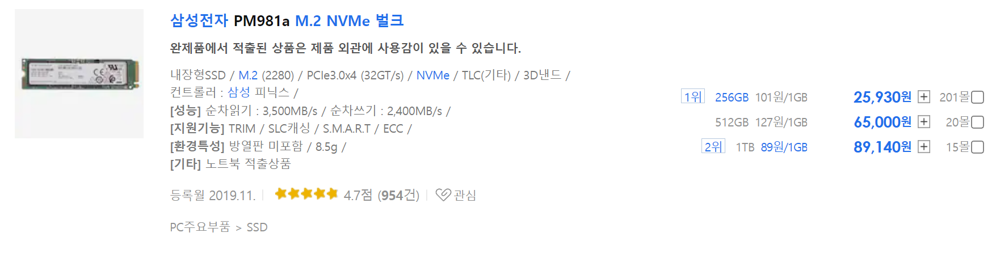 삼성전자 PM981a M.2 NVMe 벌크
완제품에서 적출된 상품은 제품 외관에 사용감이 있을 수 있습니다.
내장형SSD / M.2 (2280) / PCIe3.0x4 (32GT/s) / NVMe / TLC(기타) / 3D낸드 /
컨트롤러 : 삼성 피닉스 /
[성능] 순차읽기 : 3,500MB/s / 순차쓰기 : 2,400MB/s /
[지원기능] TRIM / SLC캐싱 / S.M.A.R.T / ECC /
[환경특성] 방열판 미포함 / 8.5g /
[기타] 노트북 적출상품
등록월 2019.11. 4.7점 (954건) 관심
PC주요부품 > SSD
1위 256GB 101원/1GB 25,930원 201몰
512GB 127원/1GB 65,000원 20몰
2위 1TB 89원/1GB 89,140원 15몰